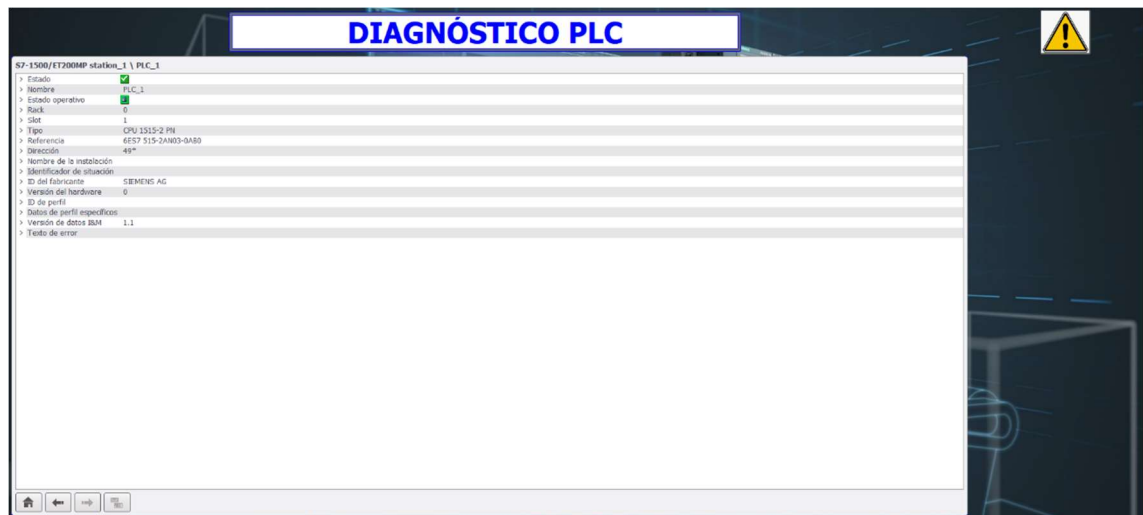 DIAGNÓSTICO PLC
S7-1500/ET200MP station_1 \ PLC_1
> Estado
> Nombre PLC_1
> Estado operativo
> Rack 0
> Slot 1
> Tipo CPU 1515-2 PN
> Referencia 6ES7 515-2AN03-0AB0
> Dirección 49*
> Nombre de la instalación
> Identificador de situación
> ID del fabricante SIEMENS AG
> Versión del hardware 0
> ID de perfil
> Datos de perfil específicos
> Versión de datos I&M 1.1
> Texto de error